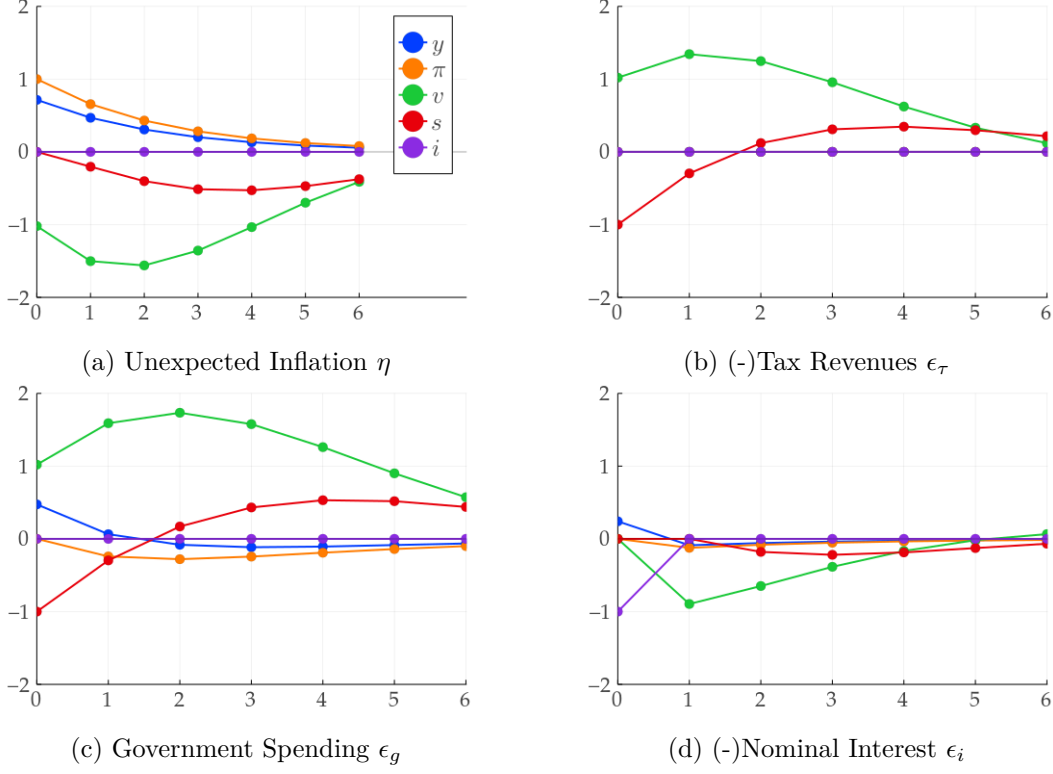 2
1
0
−1
−2
0 1 2 3 4 5 6
y
π
v
s
i
(a) Unexpected Inflation η
2
1
0
−1
−2
0 1 2 3 4 5 6
(b) (-)Tax Revenues ϵτ
2
1
0
−1
−2
0 1 2 3 4 5 6
(c) Government Spending ϵg
2
1
0
−1
−2
0 1 2 3 4 5 6
(d) (-)Nominal Interest ϵi